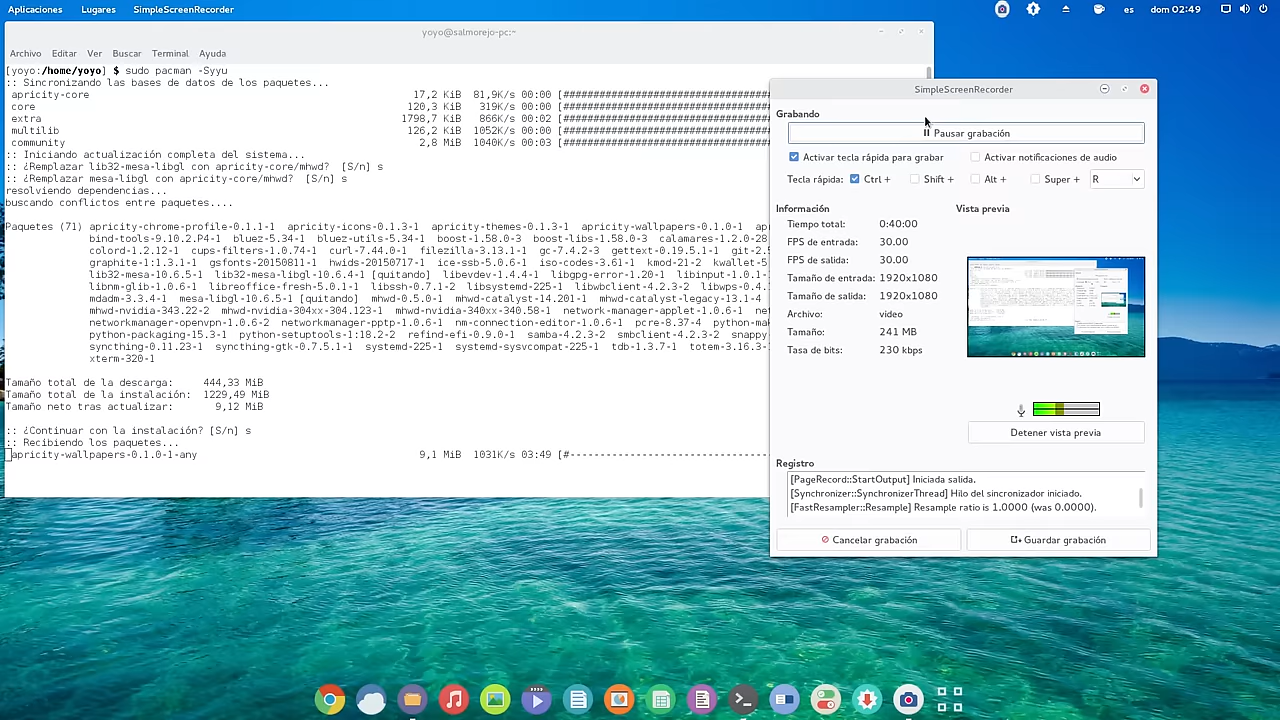 Aplicaciones Lugares SimpleScreenRecorder es dom 02:49
yoyo@salmorejo-pc:~
Archivo Editar Ver Buscar Terminal Ayuda
[yoyo:/home/yoyo] $ sudo pacman -Syyu
:: Sincronizando las bases de datos de los paquetes...
apricity-core 17,2 KiB 81,9K/s 00:00 [##################################
core 120,3 KiB 319K/s 00:00 [##################################
extra 1798,7 KiB 866K/s 00:02 [##################################
multilib 126,2 KiB 1052K/s 00:00 [##################################
community 2,8 MiB 1040K/s 00:03 [##################################
:: Iniciando actualización completa del sistema...
:: ¿Remplazar lib32-mesa-libgl con apricity-core/mhwd? [S/n] s
:: ¿Remplazar mesa-libgl con apricity-core/mhwd? [S/n] s
resolviendo dependencias...
buscando conflictos entre paquetes....
Paquetes (71) apricity-chrome-profile-0.1.1-1 apricity-icons-0.1.3-1 apricity-themes-0.1.3-1 apricity-wallpapers-0.1.0-1
bind-tools-9.10.2.P4-1 bluez-5.34-1 bluez-utils-5.34-1 boost-1.58.0-3 boost-libs-1.58.0-3 calamares-1.2.0-28
colord-1.2.12-1 cups-filters-1.0.74-1 curl-7.44.0-1 filezilla-3.13.1-1 gc-7.4.2-3 gettext-0.19.5.1-1
graphite-1:1.3.1-1 gsfonts-20150811-1 hwids-20150717-1 ice-ssb-5.0.6-1 iso-codes-3.61-1 kmod-21-2
lib32-mesa-10.6.5-1 lib32-mesa-libgl-10.6.4-1 [quitando] libevdev-1.4.4-1 libgpg-error-1.20-1 libinput-1.0.1-
libnm-glib-1.0.6-1 libreoffice-fresh-5.0.1-1 libsystemd-225-1 libwbclient-4.2.3-2
mdadm-3.3.4-1 mesa-libgl-10.6.5-1 [quitando] mhwd-catalyst-14.201-1 mhwd-catalyst-legacy-13.1-4
mhwd-nvidia-343.22-2 mhwd-nvidia-340xx-340.58-1 network-manager-applet-1.0.6-1
networkmanager-openvpn-1.0.6-2 networkmanager-pptp-1.0.6-1 nm-connection-editor-1.0.6-1 pcre-8.37-4
python-packaging-15.3-1 python-setuptools-1:18.2-2 refind-efi-0.9.0-1 samba-4.2.3-2 smbclient-4.2.3-2 snappy
syncthing-0.11.23-1 syncthing-gtk-0.7.5.1-1 systemd-225-1 systemd-sysvcompat-225-1 tdb-1.3.7-1 totem-3.16.3-
xterm-320-1
Tamaño total de la descarga: 444,33 MiB
Tamaño total de la instalación: 1229,49 MiB
Tamaño neto tras actualizar: 9,12 MiB
:: ¿Continuar con la instalación? [S/n] s
:: Recibiendo los paquetes...
apricity-wallpapers-0.1.0-1-any 9,1 MiB 1031K/s 03:49 [#---------------------------------
SimpleScreenRecorder
Grabando
Pausar grabación
Activar tecla rápida para grabar Activar notificaciones de audio
Tecla rápida: Ctrl + Shift + Alt + Super + R
Información
Tiempo total: 0:40:00
FPS de entrada: 30.00
FPS de salida: 30.00
Tamaño de entrada: 1920x1080
Tamaño de salida: 1920x1080
Archivo: video
Tamaño: 241 MB
Tasa de bits: 230 kbps
Vista previa
Detener vista previa
Registro
[PageRecord::StartOutput] Iniciada salida.
[Synchronizer::SynchronizerThread] Hilo del sincronizador iniciado.
[FastResampler::Resample] Resample ratio is 1.0000 (was 0.0000).
Cancelar grabación Guardar grabación